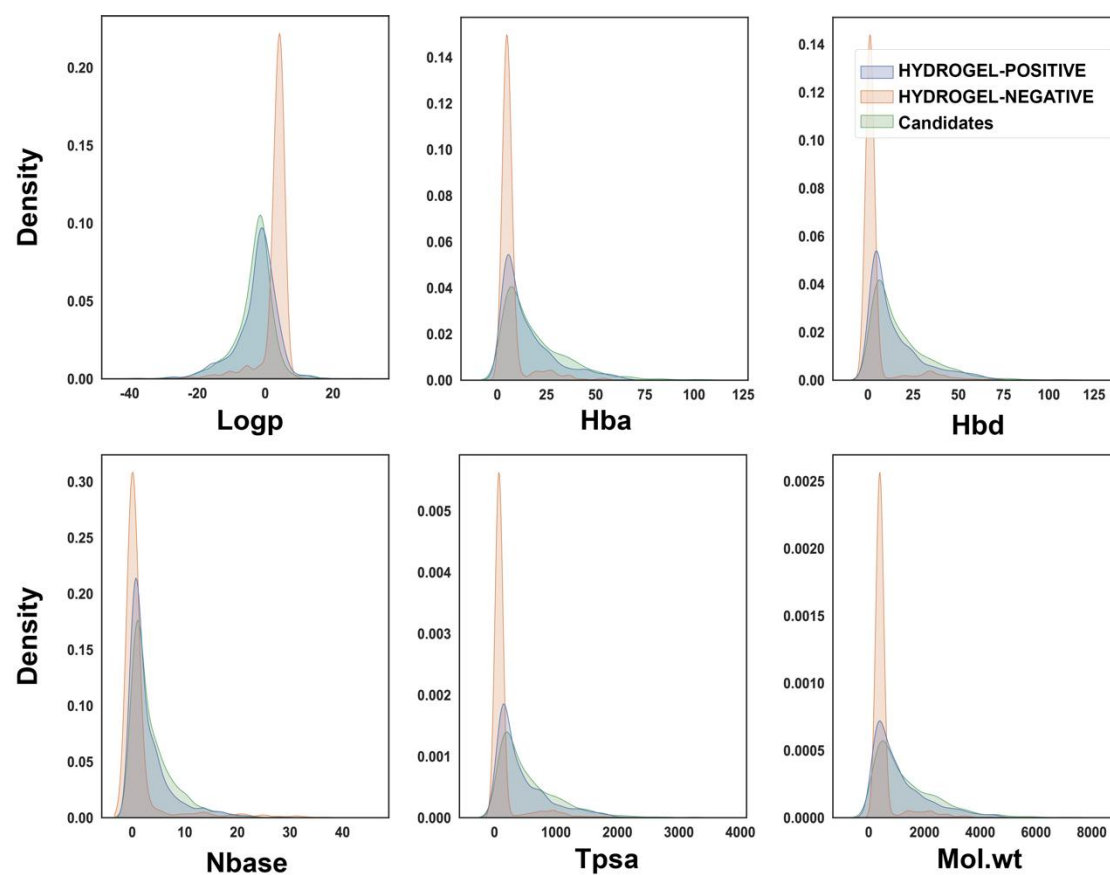 Density
0.20
0.15
0.10
0.05
0.00
-40 -20 0 20
Logp
0.14
0.12
0.10
0.08
0.06
0.04
0.02
0.00
0 25 50 75 100 125
Hba
0.14
0.12
0.10
0.08
0.06
0.04
0.02
0.00
0 25 50 75 100 125
Hbd
HYDROGEL-POSITIVE
HYDROGEL-NEGATIVE
Candidates
Density
0.30
0.25
0.20
0.15
0.10
0.05
0.00
0 10 20 30 40
Nbase
0.005
0.004
0.003
0.002
0.001
0.000
0 1000 2000 3000 4000
Tpsa
0.0025
0.0020
0.0015
0.0010
0.0005
0.0000
0 2000 4000 6000 8000
Mol.wt